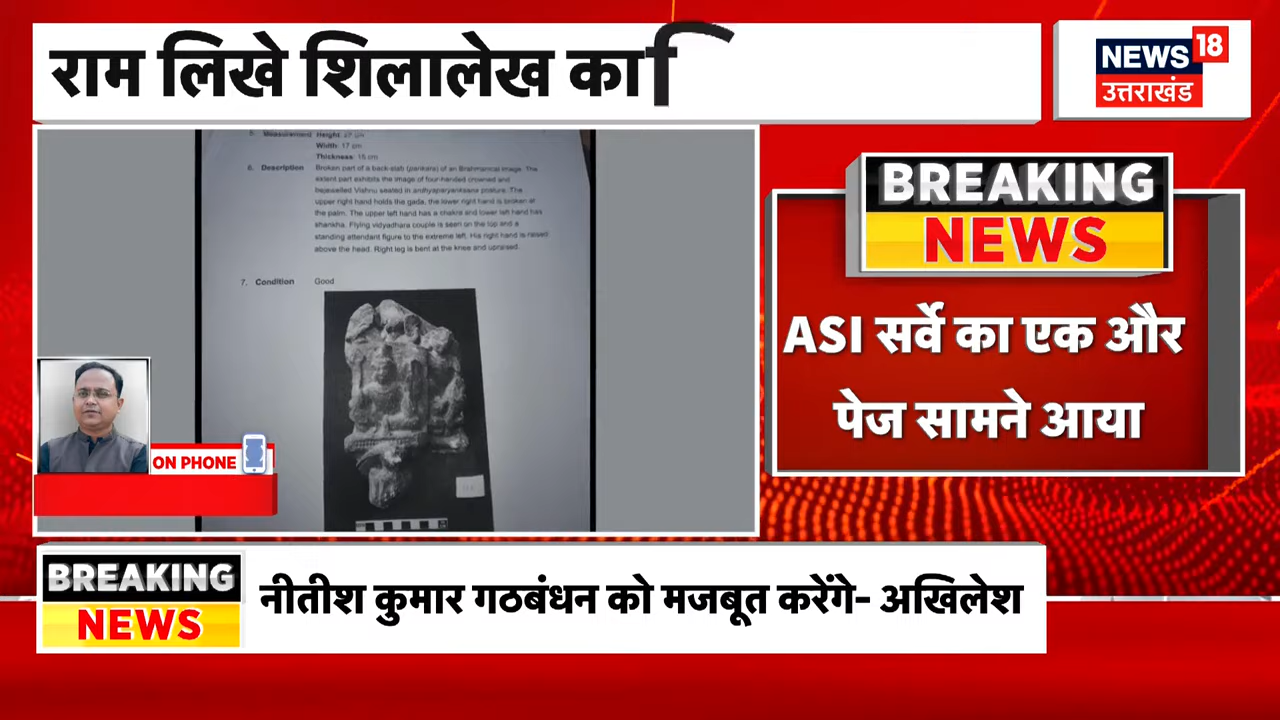 राम लिखे शिलालेख का
NEWS 18
उत्तराखंड
5. Measurement Height: 27 cm
Width: 17 cm
Thickness: 15 cm
6. Description Broken part of a back-slab (parikara) of an Brahmanical image. The
extent part exhibits the image of four-handed crowned and
bejewelled Vishnu seated in ardhyaparyankasana posture. The
upper right hand holds the gada, the lower right hand is broken at
the palm. The upper left hand has a chakra and lower left hand has
shankha. Flying vidyadhara couple is seen on the top and a
standing attendant figure to the extreme left. His right hand is raised
above the head. Right leg is bent at the knee and upraised.
7. Condition Good
ON PHONE
BREAKING
NEWS
ASI सर्वे का एक और
पेज सामने आया
BREAKING
NEWS
नीतीश कुमार गठबंधन को मजबूत करेंगे- अखिलेश